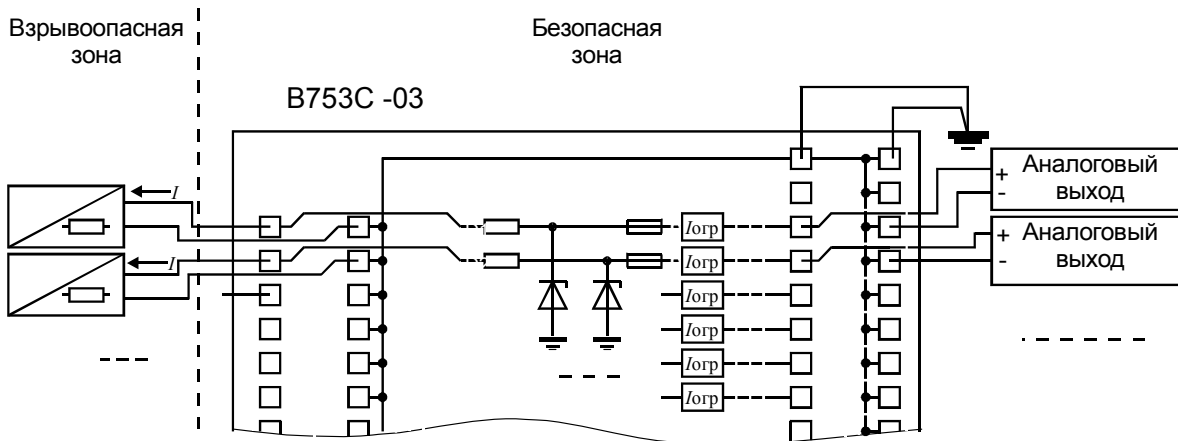 Взрывоопасная
зона
Безопасная
зона
В753С -03
I
I
Iогр
Iогр
Iогр
Iогр
Iогр
Iогр
+
-
Аналоговый
выход
+
-
Аналоговый
выход